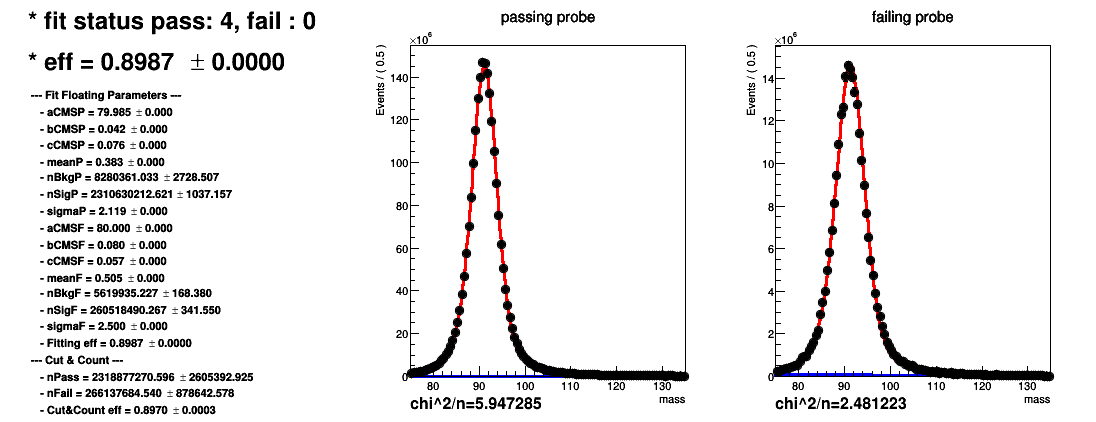 * fit status pass: 4, fail : 0
* eff = 0.8987 ± 0.0000
--- Fit Floating Parameters ---
- aCMSP = 79.985 ± 0.000
- bCMSP = 0.042 ± 0.000
- cCMSP = 0.076 ± 0.000
- meanP = 0.383 ± 0.000
- nBkgP = 8280361.033 ± 2728.507
- nSigP = 2310630212.621 ± 1037.157
- sigmaP = 2.119 ± 0.000
- aCMSF = 80.000 ± 0.000
- bCMSF = 0.080 ± 0.000
- cCMSF = 0.057 ± 0.000
- meanF = 0.505 ± 0.000
- nBkgF = 5619935.227 ± 168.380
- nSigF = 260518490.267 ± 341.550
- sigmaF = 2.500 ± 0.000
- Fitting eff = 0.8987 ± 0.0000
--- Cut & Count ---
- nPass = 2318877270.596 ± 2605392.925
- nFail = 266137684.540 ± 878642.578
- Cut&Count eff = 0.8970 ± 0.0003
passing probe
×10⁶
Events / ( 0.5 )
140
120
100
80
60
40
20
0
80 90 100 110 120 130
mass
chi^2/n=5.947285
failing probe
×10⁶
Events / ( 0.5 )
14
12
10
8
6
4
2
0
80 90 100 110 120 130
mass
chi^2/n=2.481223